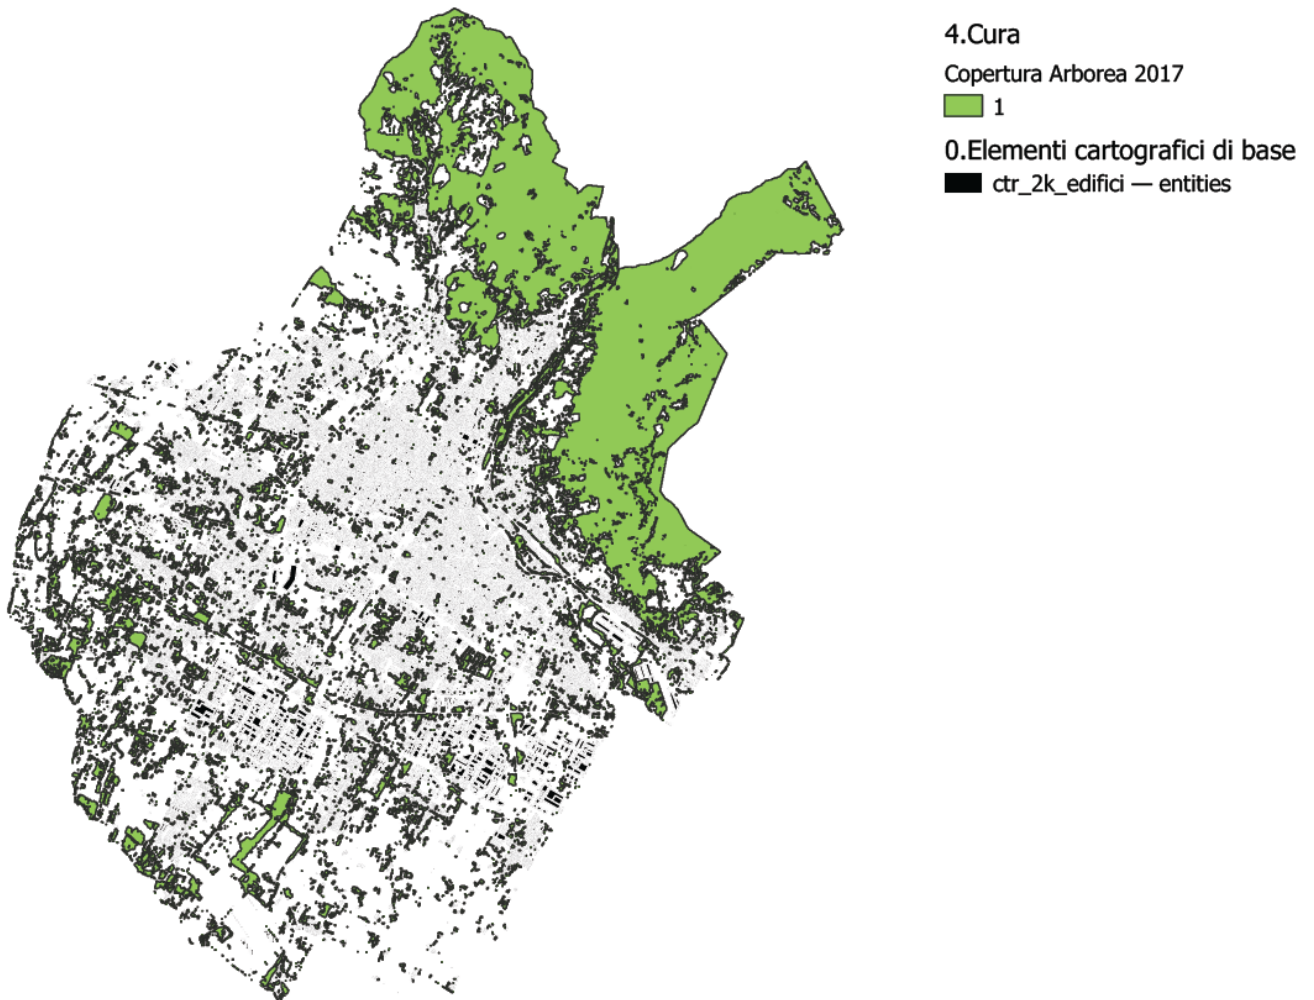 4.Cura
Copertura Arborea 2017
1
0.Elementi cartografici di base
ctr_2k_edifici — entities